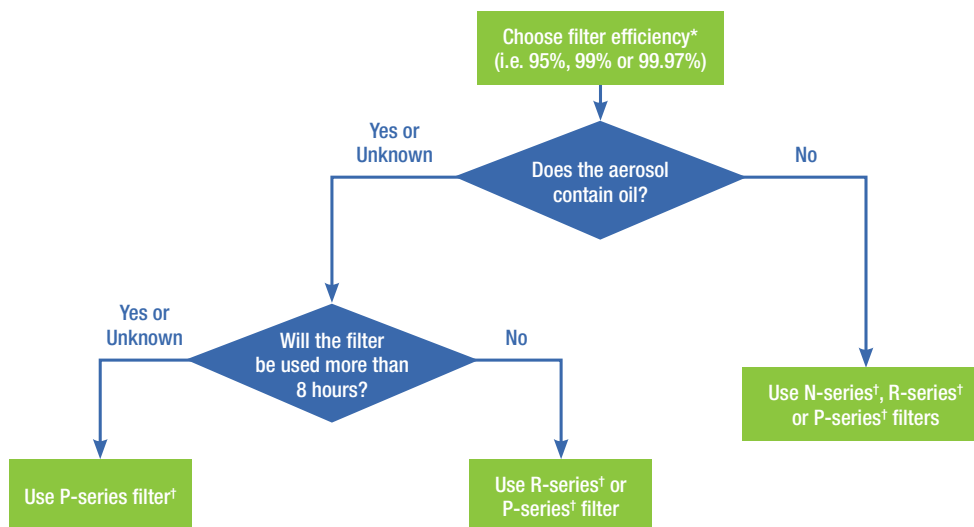 Choose filter efficiency*
(i.e. 95%, 99% or 99.97%)
Yes or
Unknown
No
Does the aerosol
contain oil?
Yes or
Unknown
No
Will the filter
be used more than
8 hours?
Use N-series†, R-series†
or P-series† filters
Use P-series filter†
Use R-series† or
P-series† filter